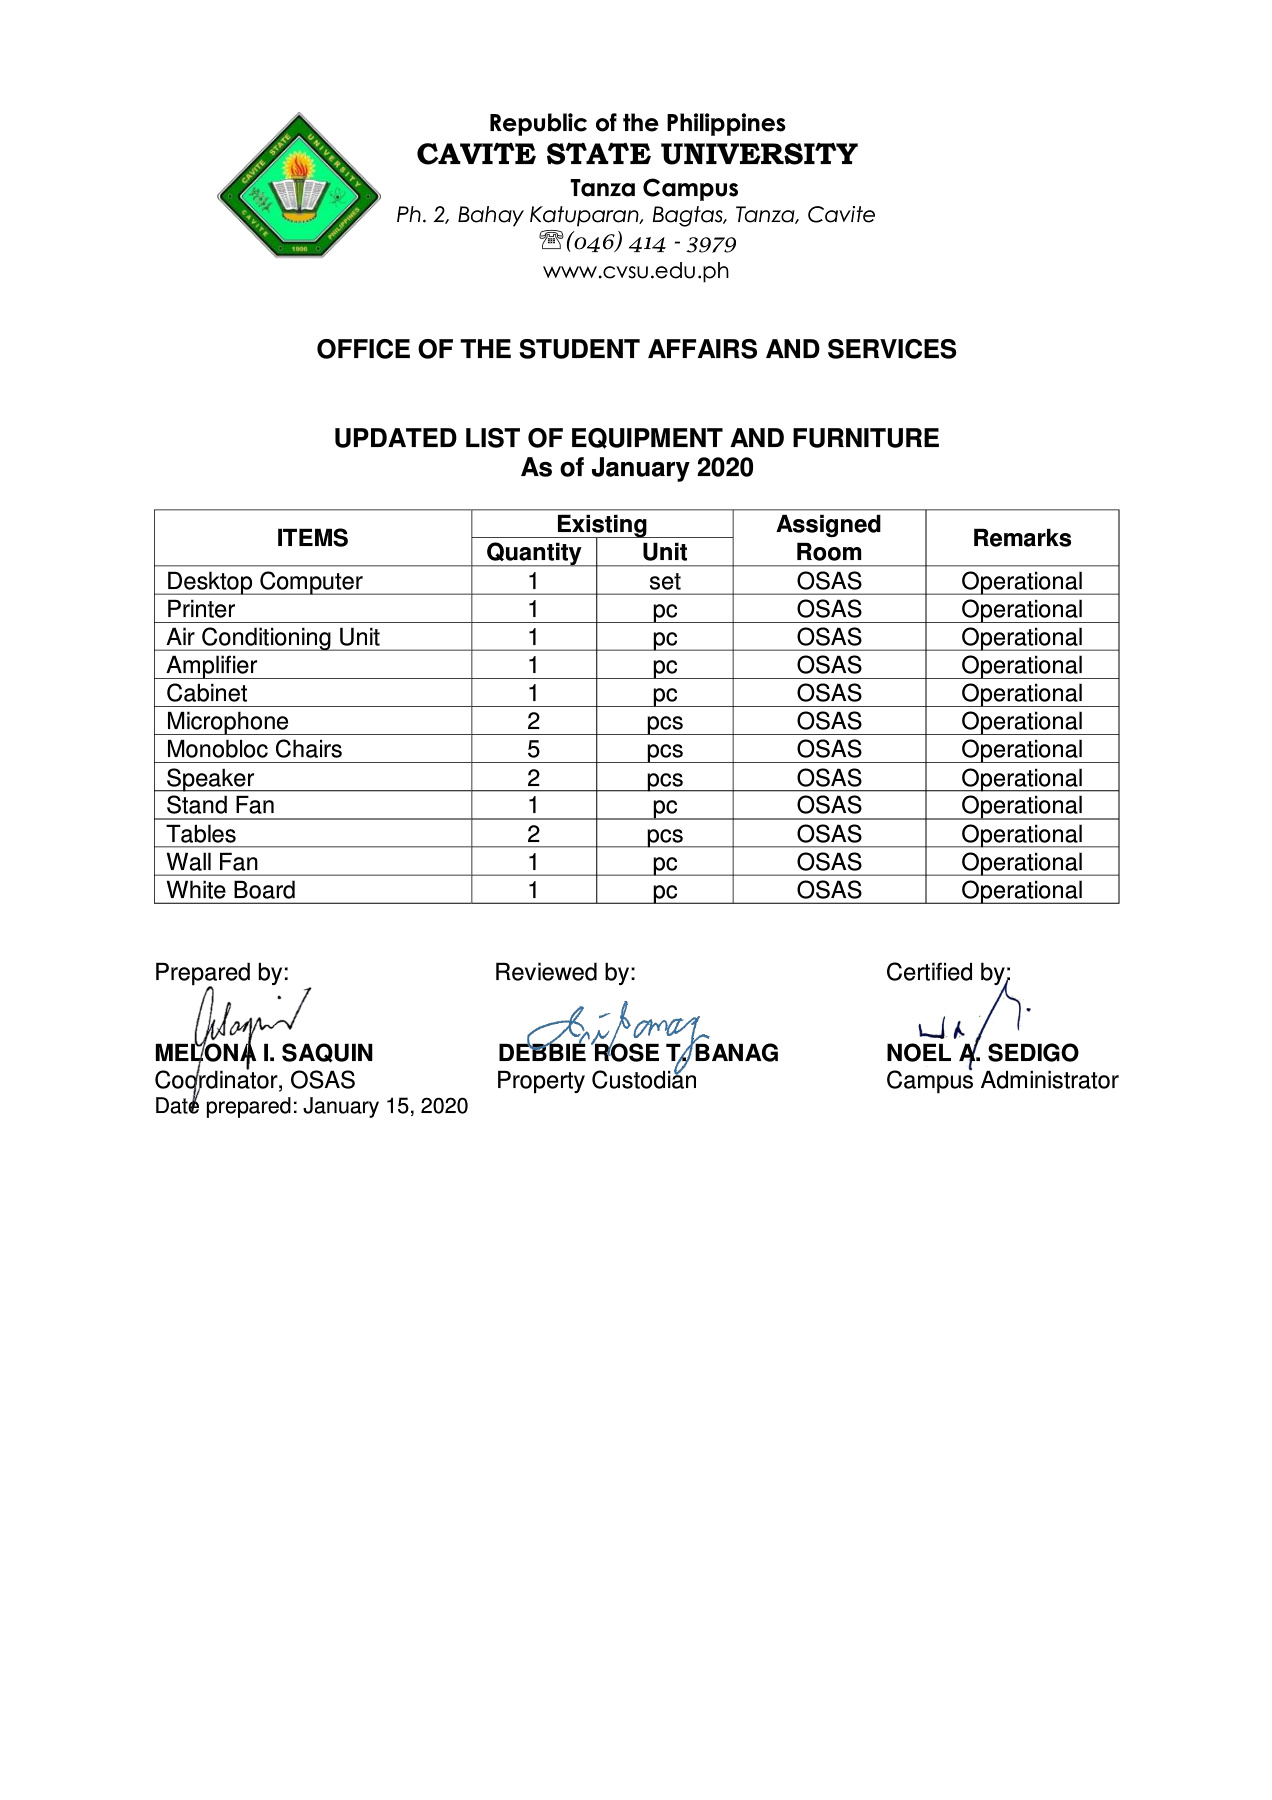 Republic of the Philippines
CAVITE STATE UNIVERSITY
Tanza Campus
Ph. 2, Bahay Katuparan, Bagtas, Tanza, Cavite
☏(046) 414 - 3979
www.cvsu.edu.ph
CAVITE STATE UNIVERSITY
CAVITE PHILIPPINES
1906
OFFICE OF THE STUDENT AFFAIRS AND SERVICES
UPDATED LIST OF EQUIPMENT AND FURNITURE
As of January 2020
ITEMS Existing Assigned Room Remarks
Quantity Unit
Desktop Computer 1 set OSAS Operational
Printer 1 pc OSAS Operational
Air Conditioning Unit 1 pc OSAS Operational
Amplifier 1 pc OSAS Operational
Cabinet 1 pc OSAS Operational
Microphone 2 pcs OSAS Operational
Monobloc Chairs 5 pcs OSAS Operational
Speaker 2 pcs OSAS Operational
Stand Fan 1 pc OSAS Operational
Tables 2 pcs OSAS Operational
Wall Fan 1 pc OSAS Operational
White Board 1 pc OSAS Operational
Prepared by: Reviewed by: Certified by:
MELONA I. SAQUIN DEBBIE ROSE T. BANAG NOEL A. SEDIGO
Coordinator, OSAS Property Custodian Campus Administrator
Date prepared: January 15, 2020